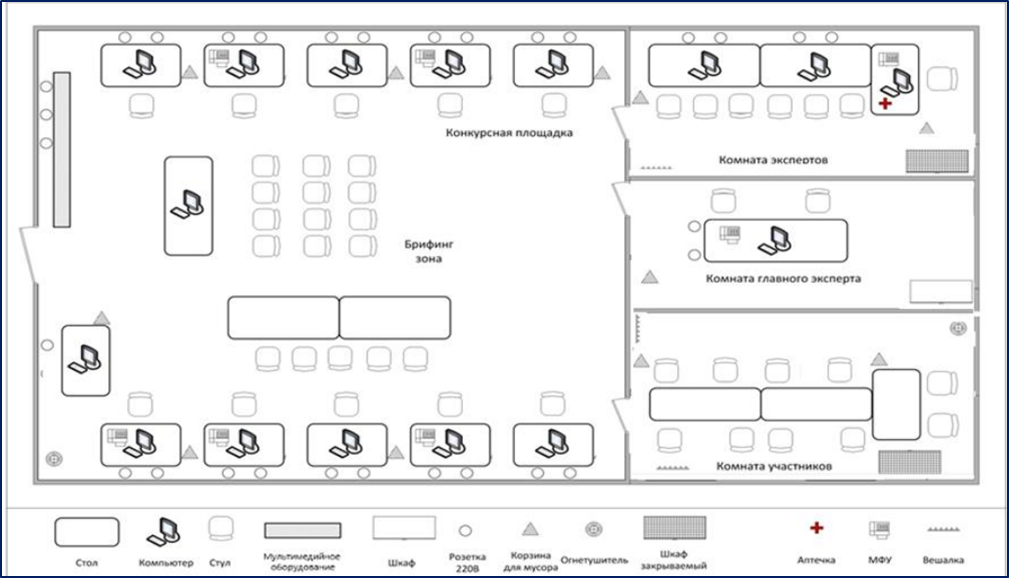 Конкурсная площадка
Комната экспертов
Брифинг
зона
Комната главного эксперта
Комната участников
Стол
Компьютер
Стул
Мультимедийное
оборудование
Шкаф
Розетка
220В
Корзина
для мусора
Огнетушитель
Шкаф
закрываемый
Аптечка
МФУ
Вешалка